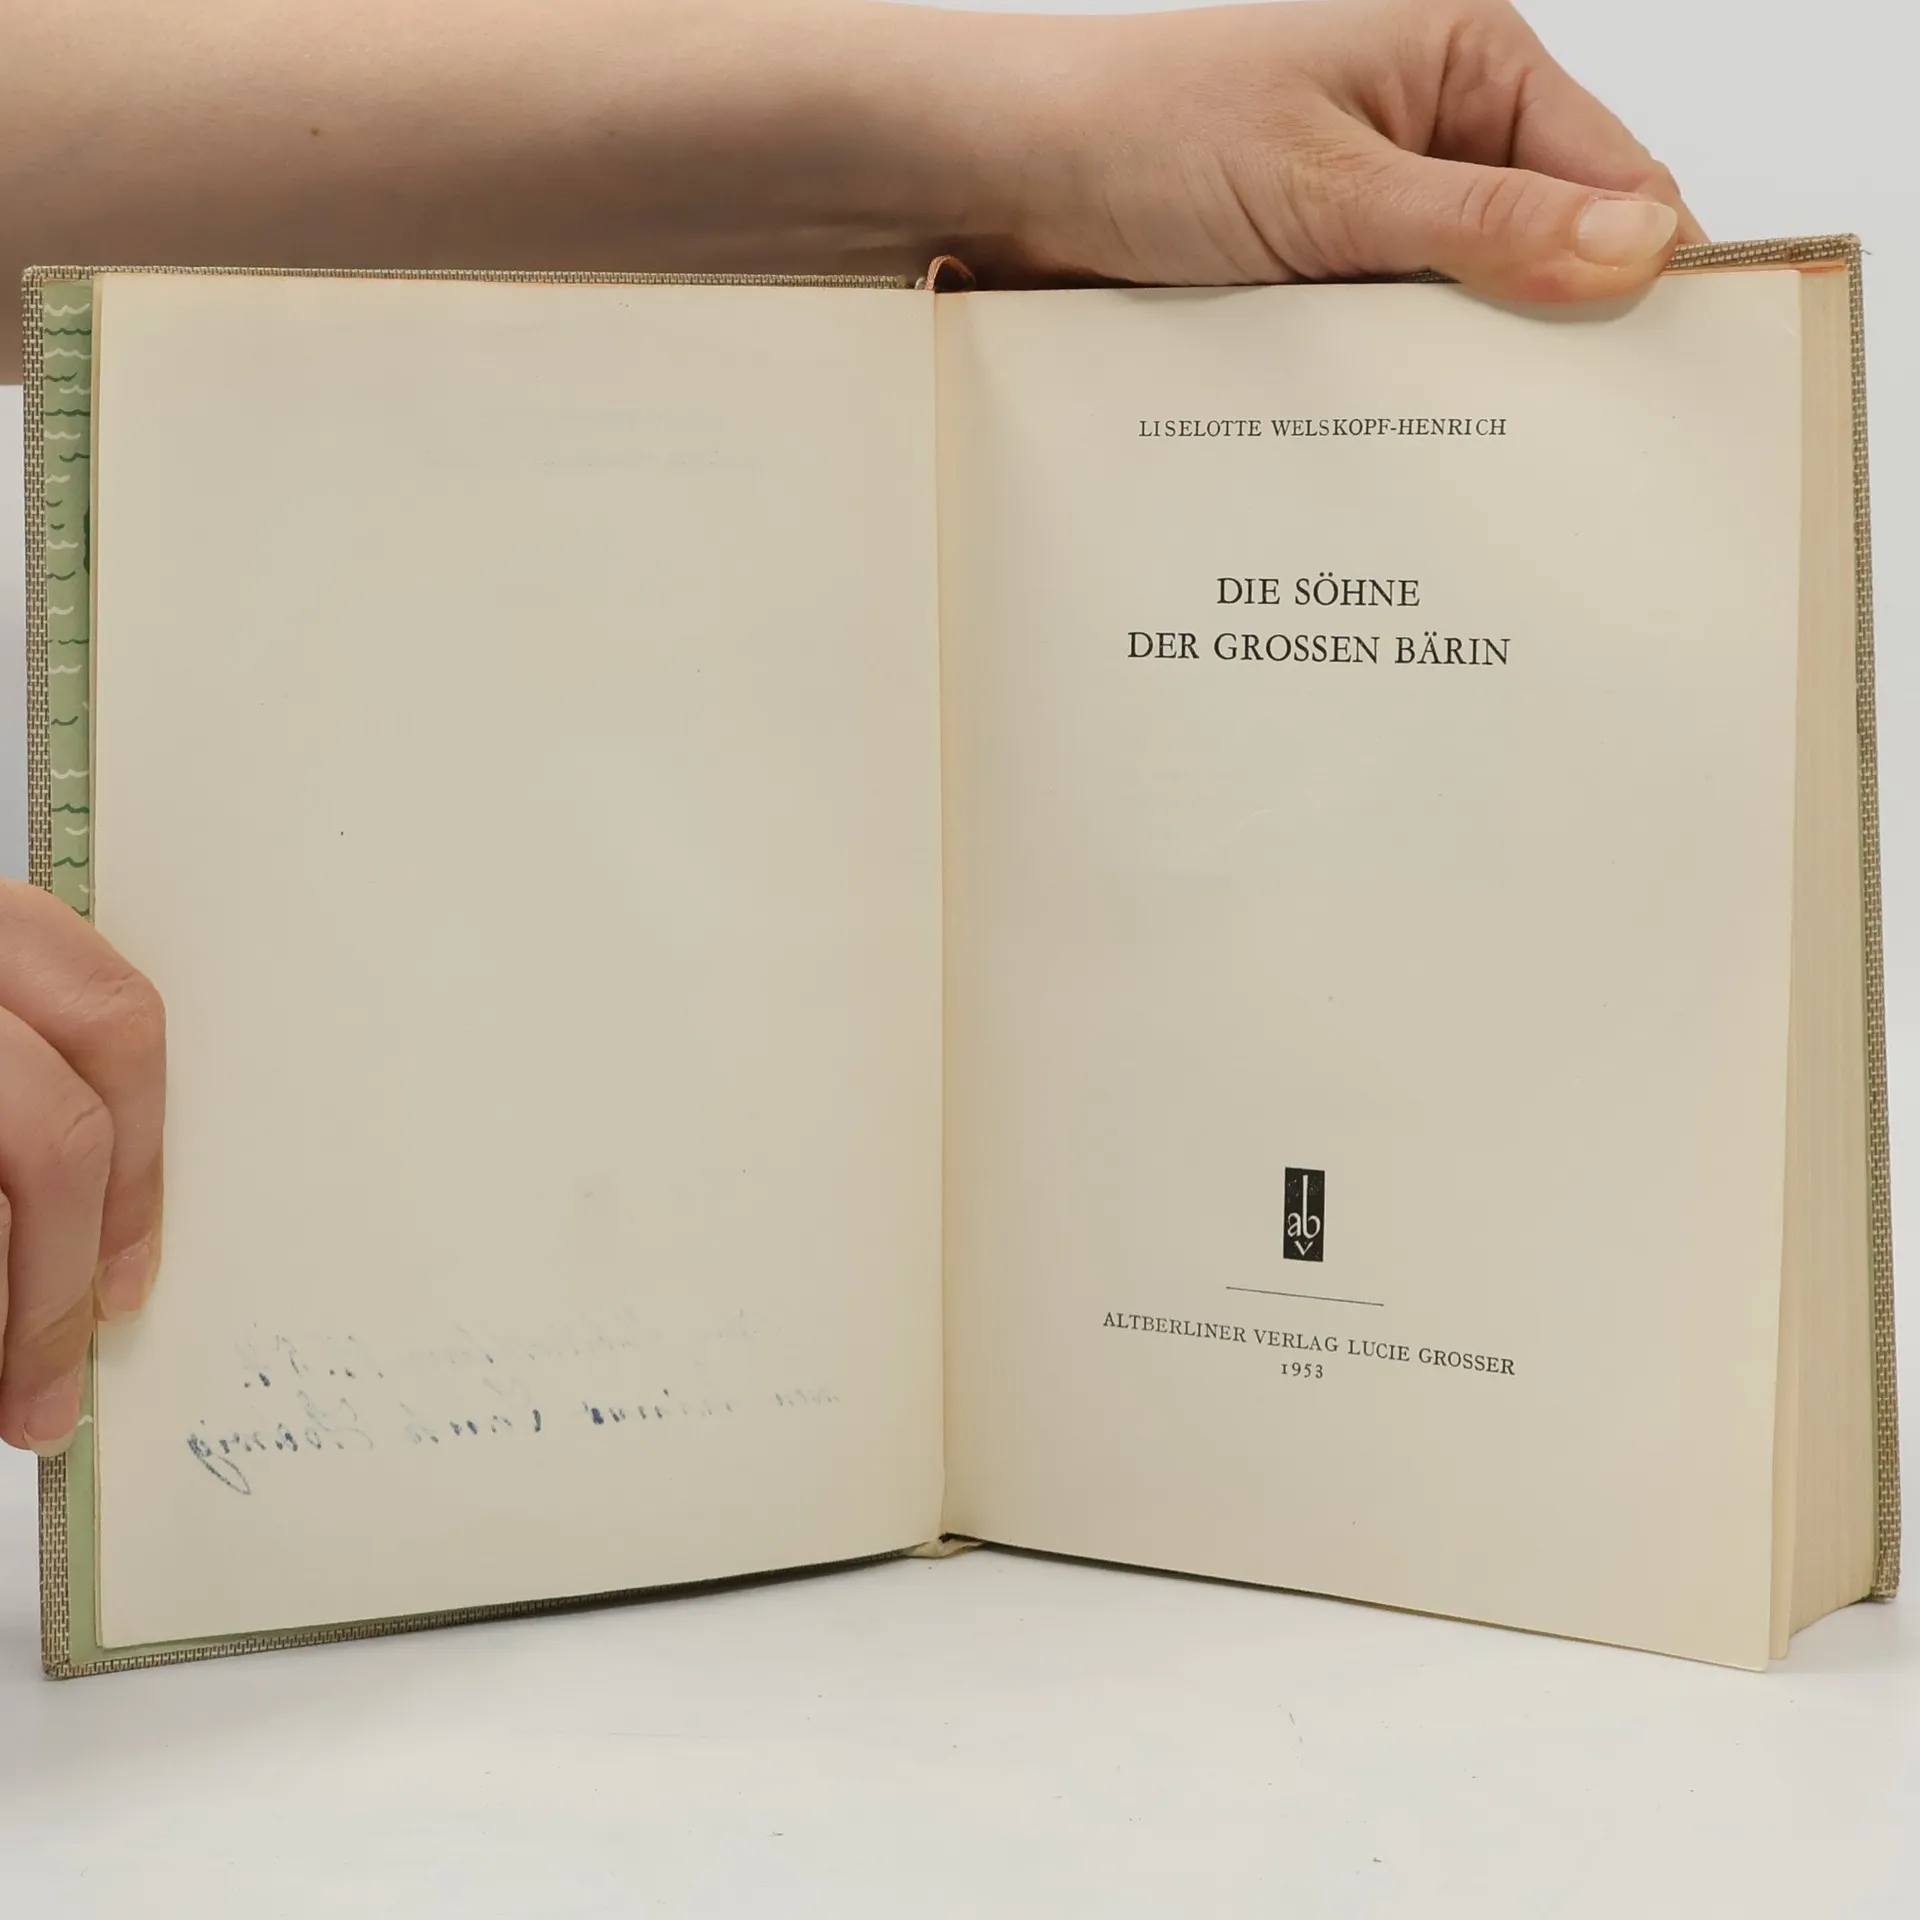 LISELOTTE WELSKOPF-HENRICH
DIE SÖHNE
DER GROSSEN BÄRIN
ab
v
ALTBERLINER VERLAG LUCIE GROSSER
1953